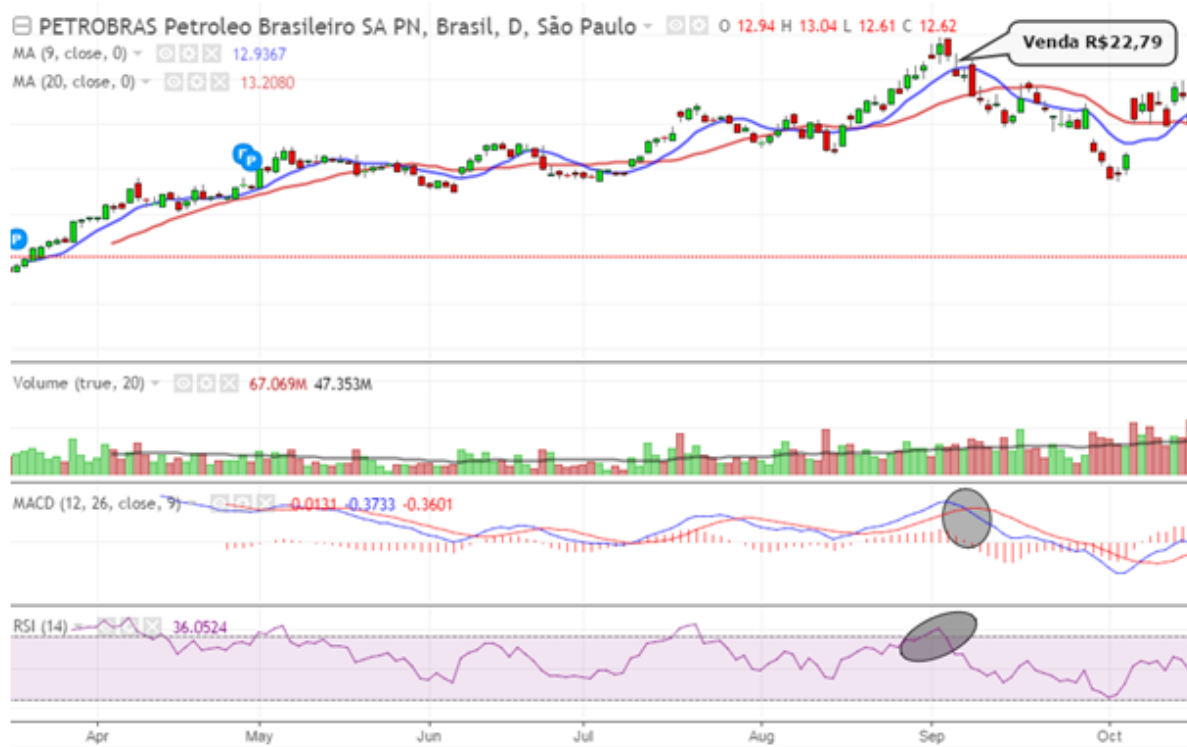 PETROBRAS Petroleo Brasileiro SA PN, Brasil, D, São Paulo O 12.94 H 13.04 L 12.61 C 12.62
Venda R$22,79
MA (9, close, 0) 12.9367
MA (20, close, 0) 13.2080
P
P
Volume (true, 20) 67.069M 47.353M
MACD (12, 26, close, 9) -0.0131 -0.3733 -0.3601
RSI (14) 36.0524
Apr May Jun Jul Aug Sep Oct